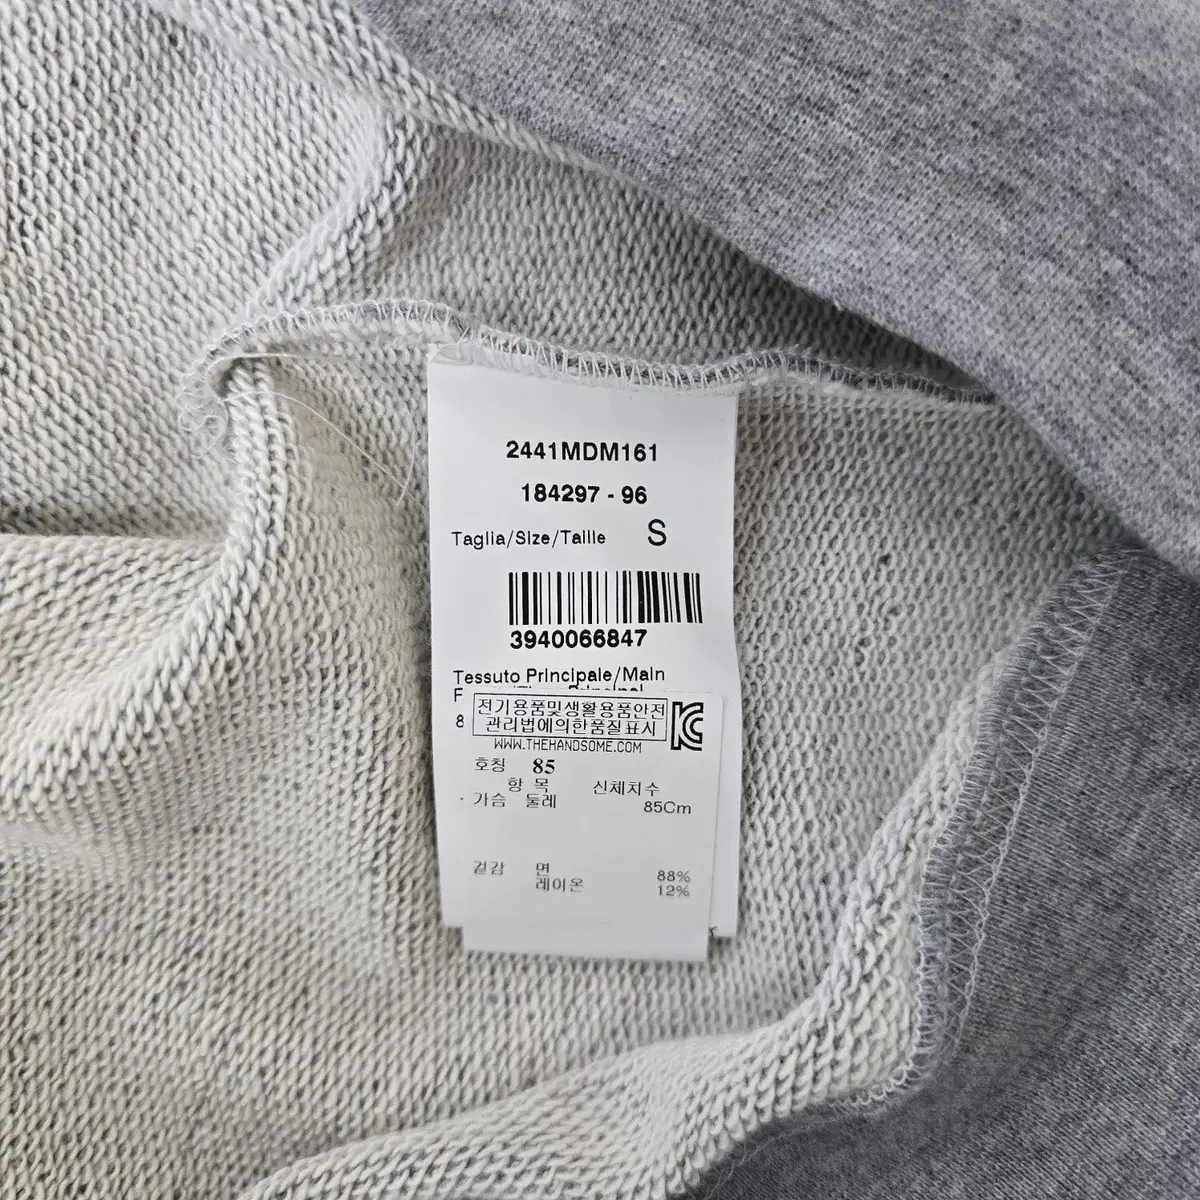 2441MDM161
184297 - 96
Taglia/Size/Taille S
3940066847
Tessuto Principale/Main
F Principal
8
전기용품및생활용품안전
관리법에의한품질표시
WWW.THEHANDSOME.COM
호칭 85
항 목 신체치수
가슴 둘레 85Cm
겉감 면 88%
레이온 12%